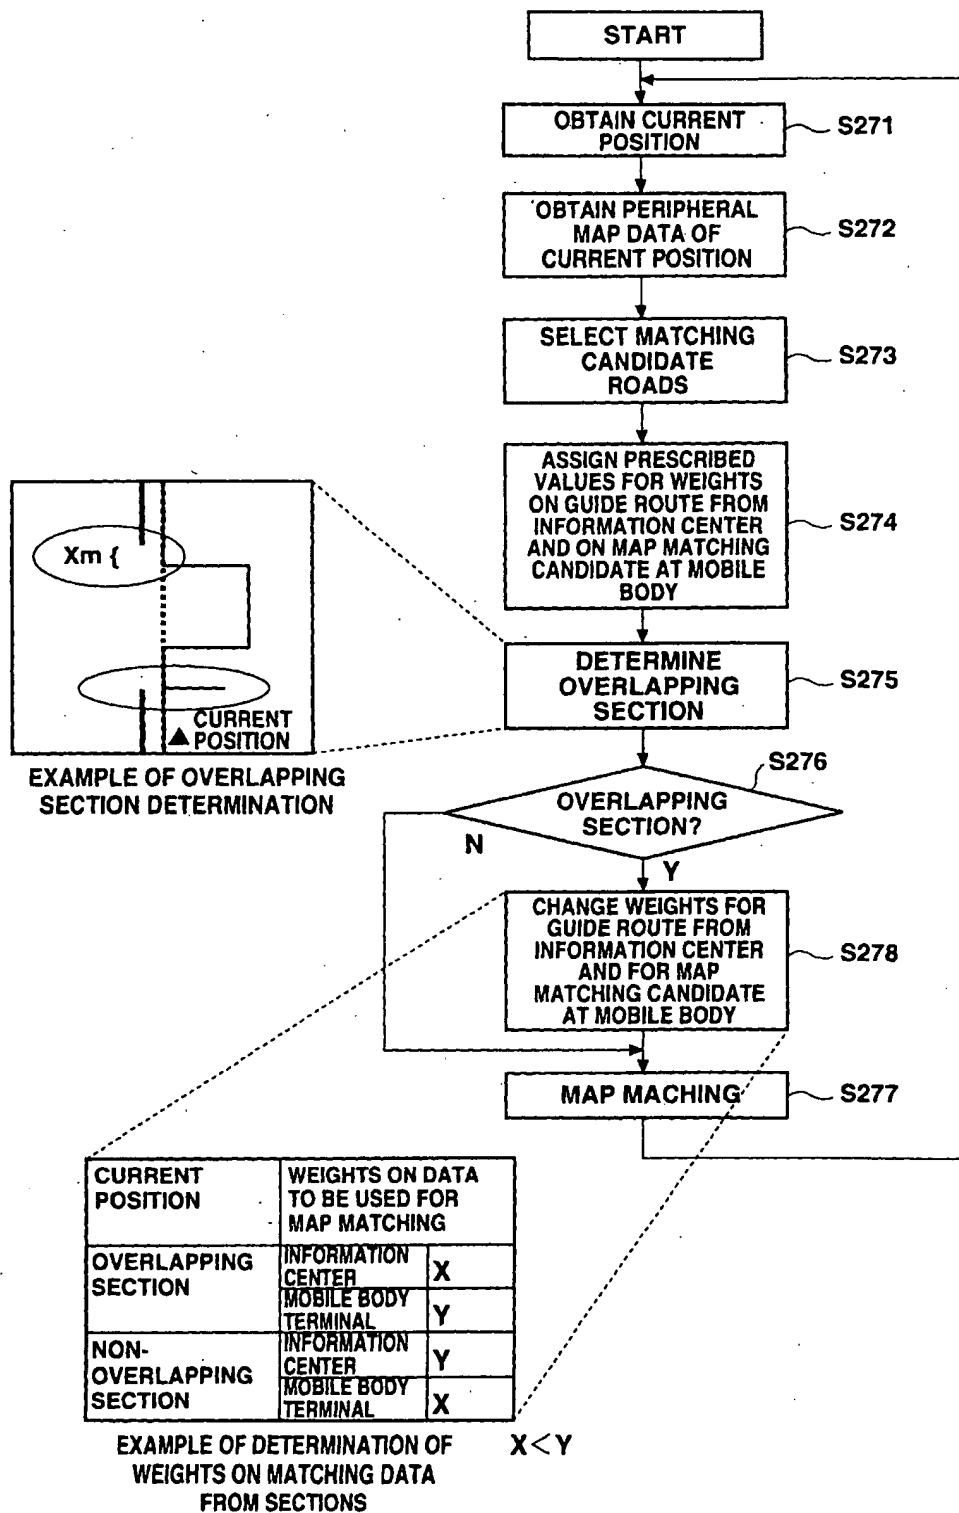 START
OBTAIN CURRENT
POSITION
S271
OBTAIN PERIPHERAL
MAP DATA OF
CURRENT POSITION
S272
SELECT MATCHING
CANDIDATE
ROADS
S273
ASSIGN PRESCRIBED
VALUES FOR WEIGHTS
ON GUIDE ROUTE FROM
INFORMATION CENTER
AND ON MAP MATCHING
CANDIDATE AT MOBILE
BODY
S274
Xm {
CURRENT
POSITION
EXAMPLE OF OVERLAPPING
SECTION DETERMINATION
DETERMINE
OVERLAPPING
SECTION
S275
S276
OVERLAPPING
SECTION?
N
Y
CHANGE WEIGHTS FOR
GUIDE ROUTE FROM
INFORMATION CENTER
AND FOR MAP
MATCHING CANDIDATE
AT MOBILE BODY
S278
MAP MACHING
S277
CURRENT
POSITION
WEIGHTS ON DATA
TO BE USED FOR
MAP MATCHING
OVERLAPPING
SECTION
INFORMATION
CENTER
X
MOBILE BODY
TERMINAL
Y
NON-
OVERLAPPING
SECTION
INFORMATION
CENTER
Y
MOBILE BODY
TERMINAL
X
EXAMPLE OF DETERMINATION OF
WEIGHTS ON MATCHING DATA
FROM SECTIONS
X<Y